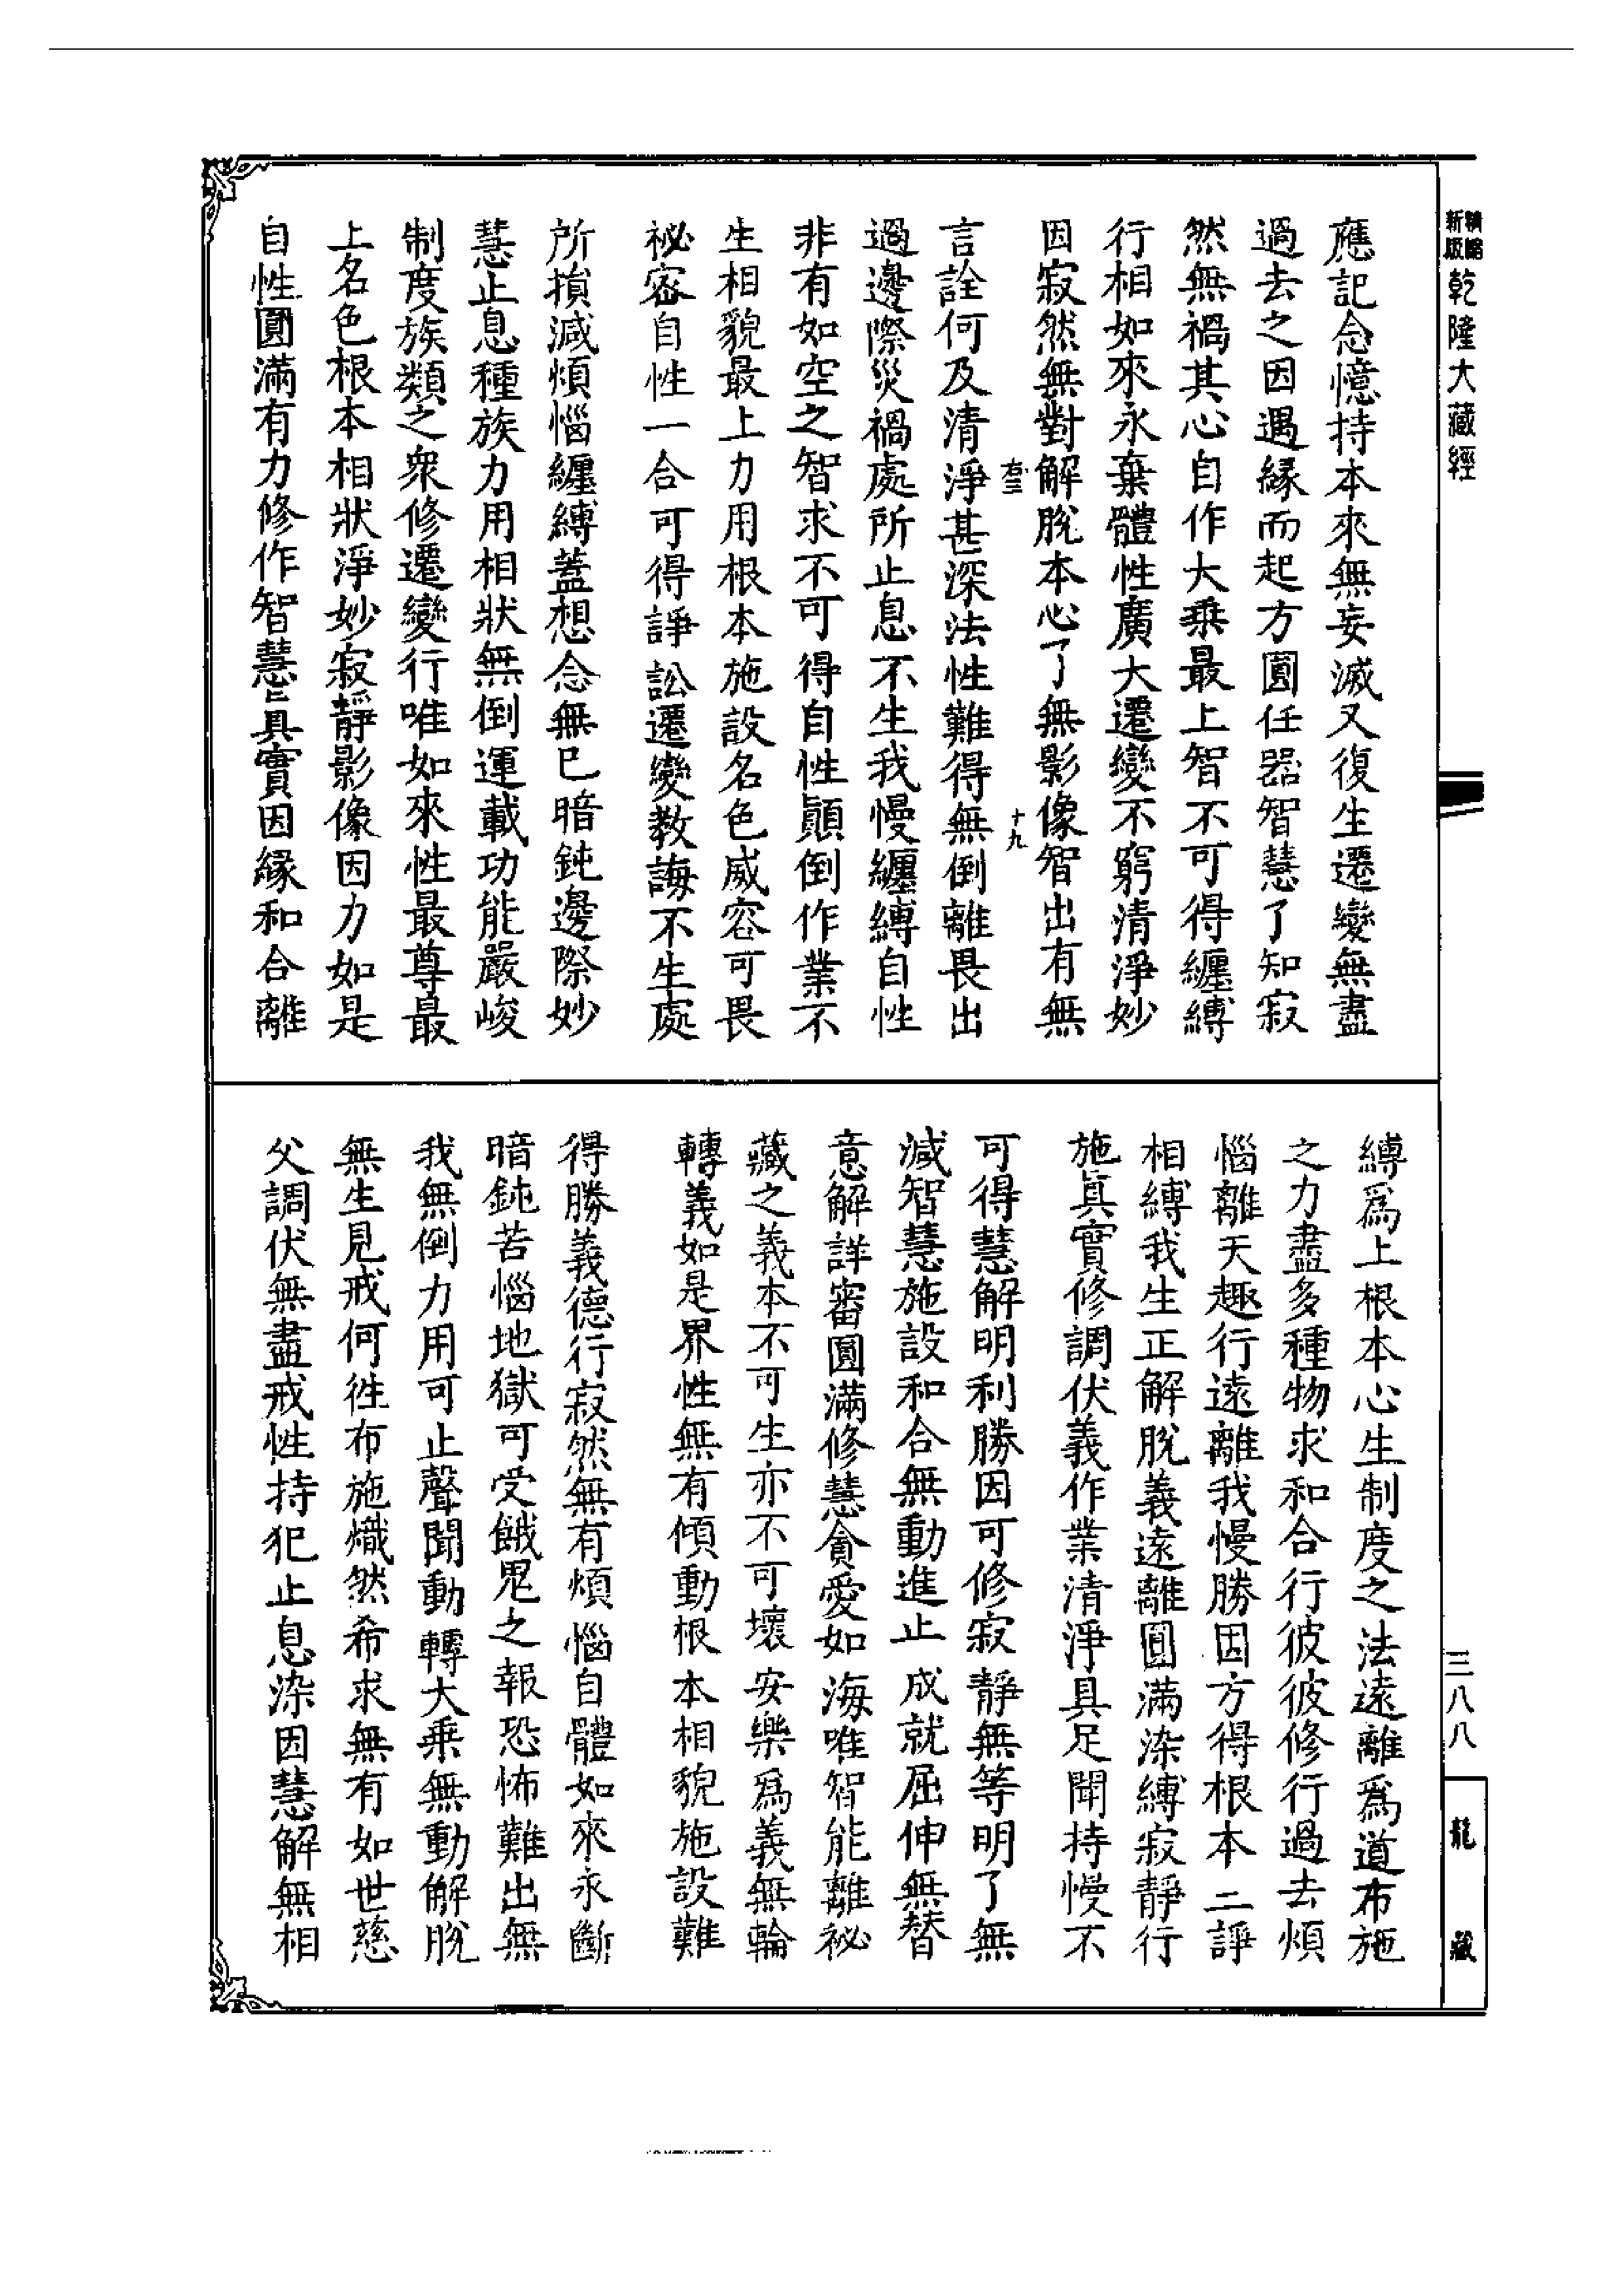 精縮
新版
乾隆大藏經
應記念憶持本來無妄滅又復生遷變無盡
過去之因遇緣而起方圓任器智慧了知寂
然無禍其心自作大乘最上智不可得纏縛
行相如來永棄體性廣大遷變不窮清淨妙
因寂然無對解脫本心了無影像智出有無
十九
言詮何及清淨甚深法性難得無倒離畏出
過邊際災禍處所止息不生我慢纏縛自性
非有如空之智求不可得自性顛倒作業不
生相貌最上力用根本施設名色威容可畏
祕密自性一合可得諍訟遷變教誨不生處
所損減煩惱纏縛蓋想念無已暗鈍邊際妙
慧止息種族力用相狀無倒運載功能嚴峻
制度族類之衆修遷變行唯如來性最尊最
上名色根本相狀淨妙寂靜影像因力如是
自性圓滿有力修作智慧具實因緣和合離
縛爲上根本心生制度之法遠離爲道布施
之力盡多種物求和合行彼彼修行過去煩
惱離天趣行遠離我慢勝因方得根本二諍
相縛我生正解脫義遠離圓滿染縛寂靜行
施眞實修調伏義作業清淨具足聞持慢不
可得慧解明利勝因可修寂靜無等明了無
減智慧施設和合無動進止成就屈伸無替
意解詳審圓滿修慧貪愛如海唯智能離祕
藏之義本不可生亦不可壞安樂爲義無輪
轉義如是界性無有傾動根本相貌施設難
得勝義德行寂然無有煩惱自體如來永斷
暗鈍苦惱地獄可受餓鬼之報恐怖難出無
我無倒力用可止聲聞動轉大乘無動解脫
無生見戒何徃布施熾然希求無有如世慈
父調伏無盡戒性持犯止息染因慧解無相
三八八
龍藏